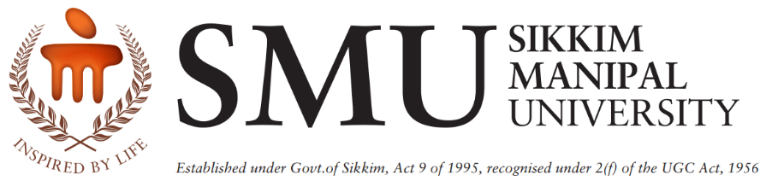 SMU
SIKKIM
MANIPAL
UNIVERSITY
INSPIRED BY LIFE
Established under Govt.of Sikkim, Act 9 of 1995, recognised under 2(f) of the UGC Act, 1956